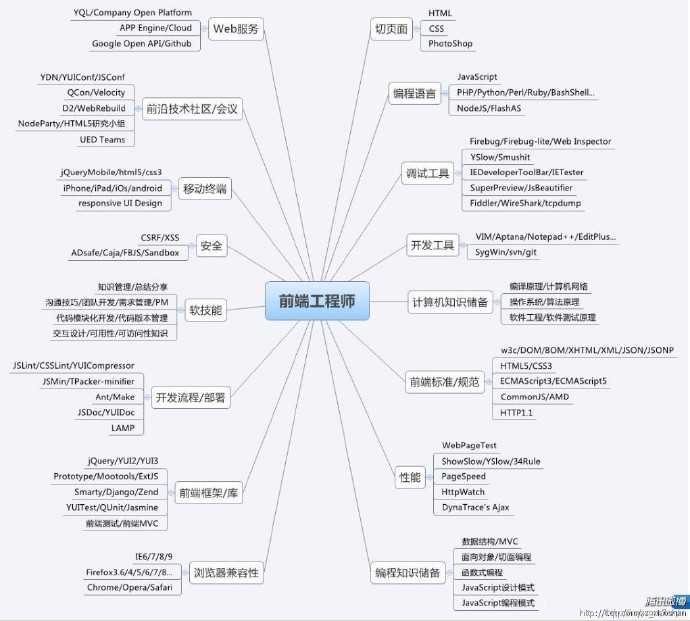 前端工程师
Web服务
YQL/Company Open Platform
APP Engine/Cloud
Google Open API/Github
前沿技术社区/会议
YDN/YUIConf/JSConf
QCon/Velocity
D2/WebRebuild
NodeParty/HTML5研究小组
UED Teams
移动终端
jQueryMobile/html5/css3
iPhone/iPad/iOs/android
responsive UI Design
安全
CSRF/XSS
ADsafe/Caja/FBJS/Sandbox
软技能
知识管理/总结分享
沟通技巧/团队开发/需求管理/PM
代码模块化开发/代码版本管理
交互设计/可用性/可访问性知识
开发流程/部署
JSLint/CSSLint/YUICompressor
JSMin/TPacker-minifier
Ant/Make
JSDoc/YUIDoc
LAMP
前端框架/库
jQuery/YUI2/YUI3
Prototype/Mootools/ExtJS
Smarty/Django/Zend
YUITest/QUnit/Jasmine
前端测试/前端MVC
浏览器兼容性
IE6/7/8/9
Firefox3.6/4/5/6/7/8...
Chrome/Opera/Safari
切页面
HTML
CSS
PhotoShop
编程语言
JavaScript
PHP/Python/Perl/Ruby/BashShell...
NodeJS/FlashAS
调试工具
Firebug/Firebug-lite/Web Inspector
YSlow/Smushit
IEDeveloperToolBar/IETester
SuperPreview/JsBeautifier
Fiddler/WireShark/tcpdump
开发工具
VIM/Aptana/Notepad++/EditPlus...
SygWin/svn/git
计算机知识储备
编译原理/计算机网络
操作系统/算法原理
软件工程/软件测试原理
前端标准/规范
w3c/DOM/BOM/XHTML/XML/JSON/JSONP
HTML5/CSS3
ECMAScript3/ECMAScript5
CommonJS/AMD
HTTP1.1
性能
WebPageTest
ShowSlow/YSlow/34Rule
PageSpeed
HttpWatch
DynaTrace's Ajax
编程知识储备
数据结构/MVC
面向对象/切面编程
函数式编程
JavaScript设计模式
JavaScript编程模式
腾讯微博